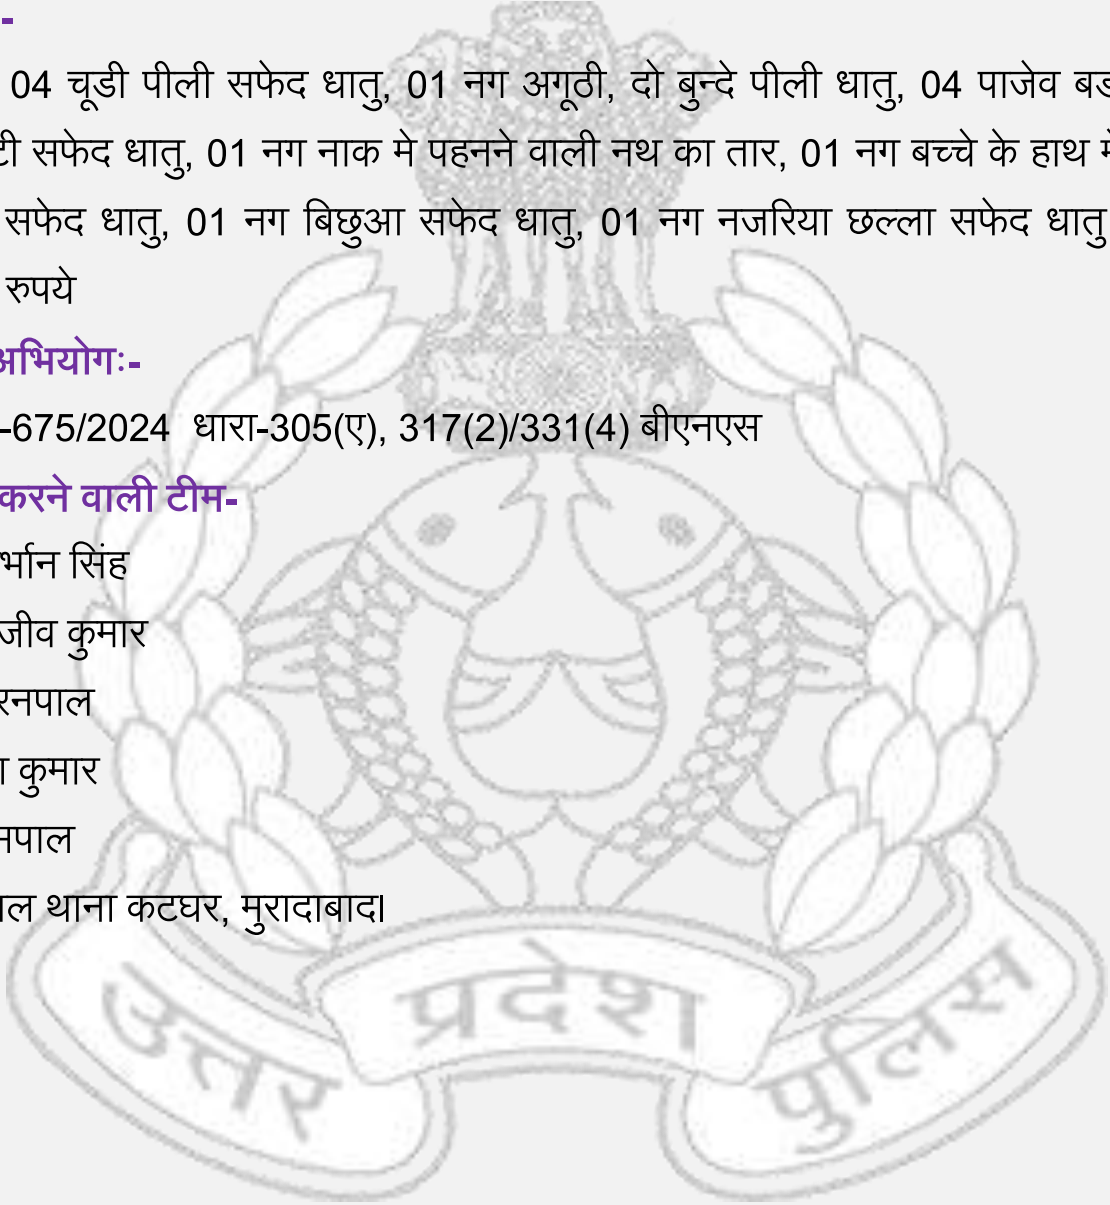 -
04 चूडी पीली सफेद धातु, 01 नग अगूठी, दो बुन्दे पीली धातु, 04 पाजेव
सफेद धातु, 01 नग नाक मे पहनने वाली नथ का तार, 01 नग बच्चे के हाथ मे
सफेद धातु, 01 नग बिछुआ सफेद धातु, 01 नग नजरिया छल्ला सफेद धातु
रुपये
अभियोगः-
-675/2024 धारा-305(ए), 317(2)/331(4) बीएनएस
करने वाली टीम-
र्भान सिंह
जीव कुमार
रनपाल
कुमार
नपाल
ल थाना कटघर, मुरादाबाद।
उत्तर प्रदेश पुलिस